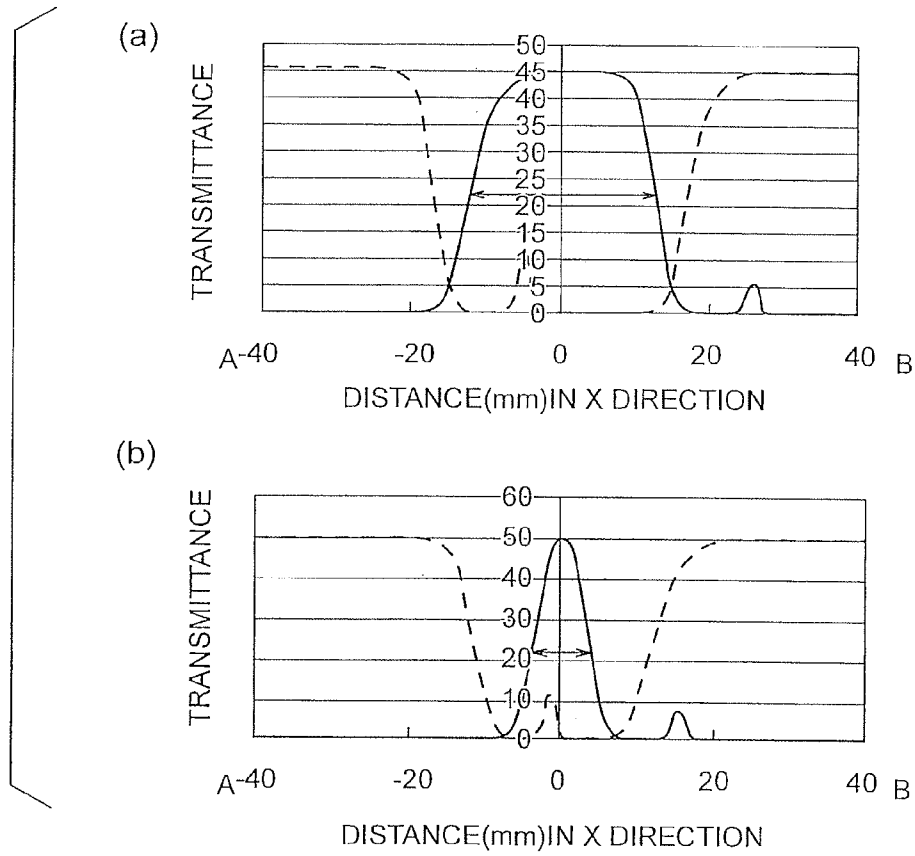 (a)
TRANSMITTANCE
50
45
40
35
30
25
20
15
10
5
0
A -40 -20 0 20 40 B
DISTANCE(mm)IN X DIRECTION
(b)
TRANSMITTANCE
60
50
40
30
20
10
0
A -40 -20 0 20 40 B
DISTANCE(mm)IN X DIRECTION